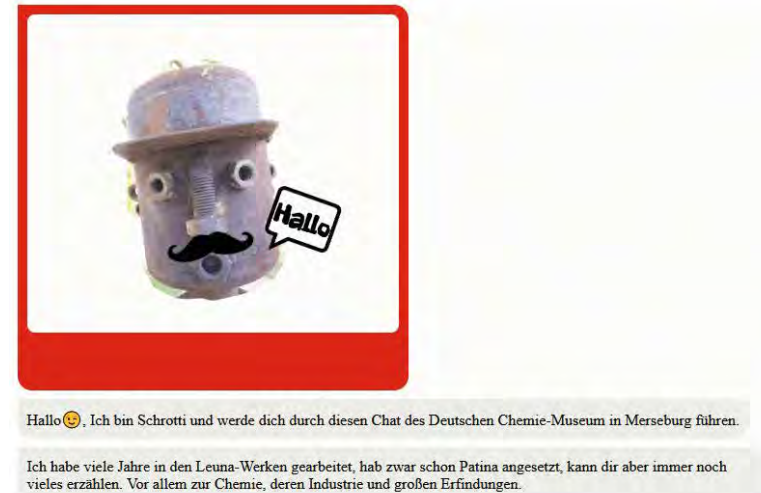 Hallo
Hallo😉, Ich bin Schrotti und werde dich durch diesen Chat des Deutschen Chemie-Museum in Merseburg führen.
Ich habe viele Jahre in den Leuna-Werken gearbeitet, hab zwar schon Patina angesetzt, kann dir aber immer noch
vieles erzählen. Vor allem zur Chemie, deren Industrie und großen Erfindungen.